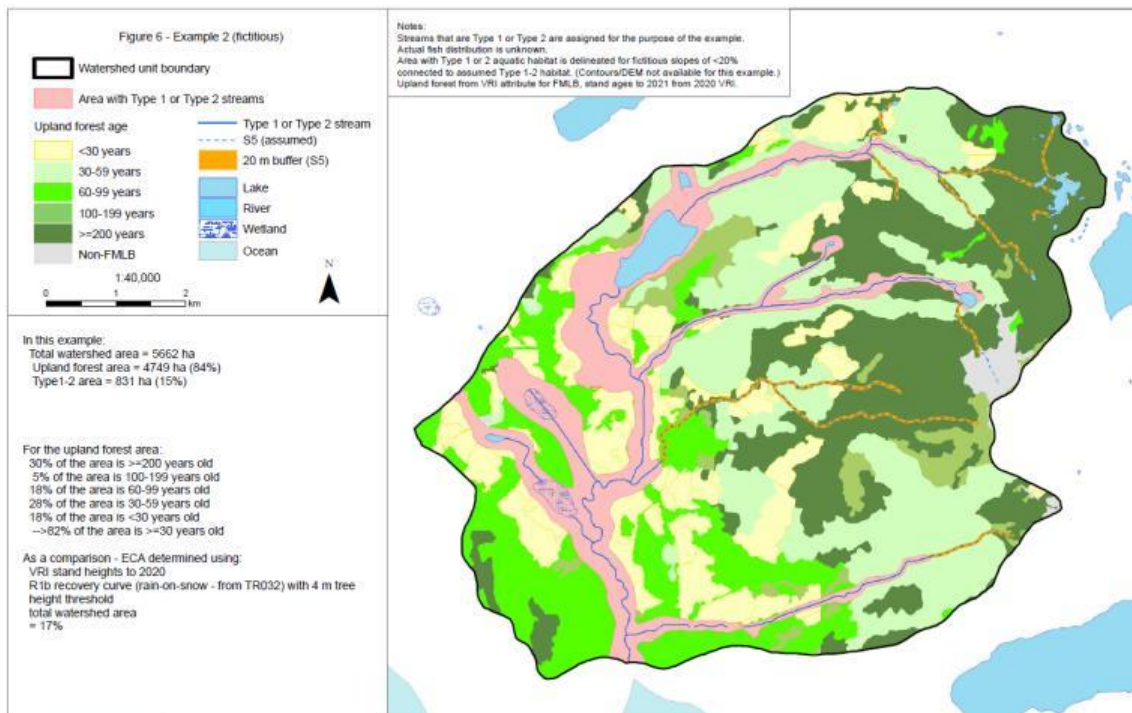 Figure 6 - Example 2 (fictitious)
Watershed unit boundary
Area with Type 1 or Type 2 streams
Upland forest age
<30 years
30-59 years
60-99 years
100-199 years
>=200 years
Non-FMLB
Type 1 or Type 2 stream
S5 (assumed)
20 m buffer (S5)
Lake
River
Wetland
Ocean
1:40,000
0 1 2
km
N
Notes:
Streams that are Type 1 or Type 2 are assigned for the purpose of the example.
Actual fish distribution is unknown.
Area with Type 1 or 2 aquatic habitat is delineated for fictitious slopes of <20%
connected to assumed Type 1-2 habitat. (Contours/DEM not available for this example.)
Upland forest from VRI attribute for FMLB, stand ages to 2021 from 2020 VRI.
In this example:
Total watershed area = 5662 ha
Upland forest area = 4749 ha (84%)
Type1-2 area = 831 ha (15%)
For the upland forest area:
30% of the area is >=200 years old
5% of the area is 100-199 years old
18% of the area is 60-99 years old
28% of the area is 30-59 years old
18% of the area is <30 years old
-->82% of the area is >=30 years old
As a comparison - ECA determined using:
VRI stand heights to 2020
R1b recovery curve (rain-on-snow - from TR032) with 4 m tree
height threshold
total watershed area
= 17%